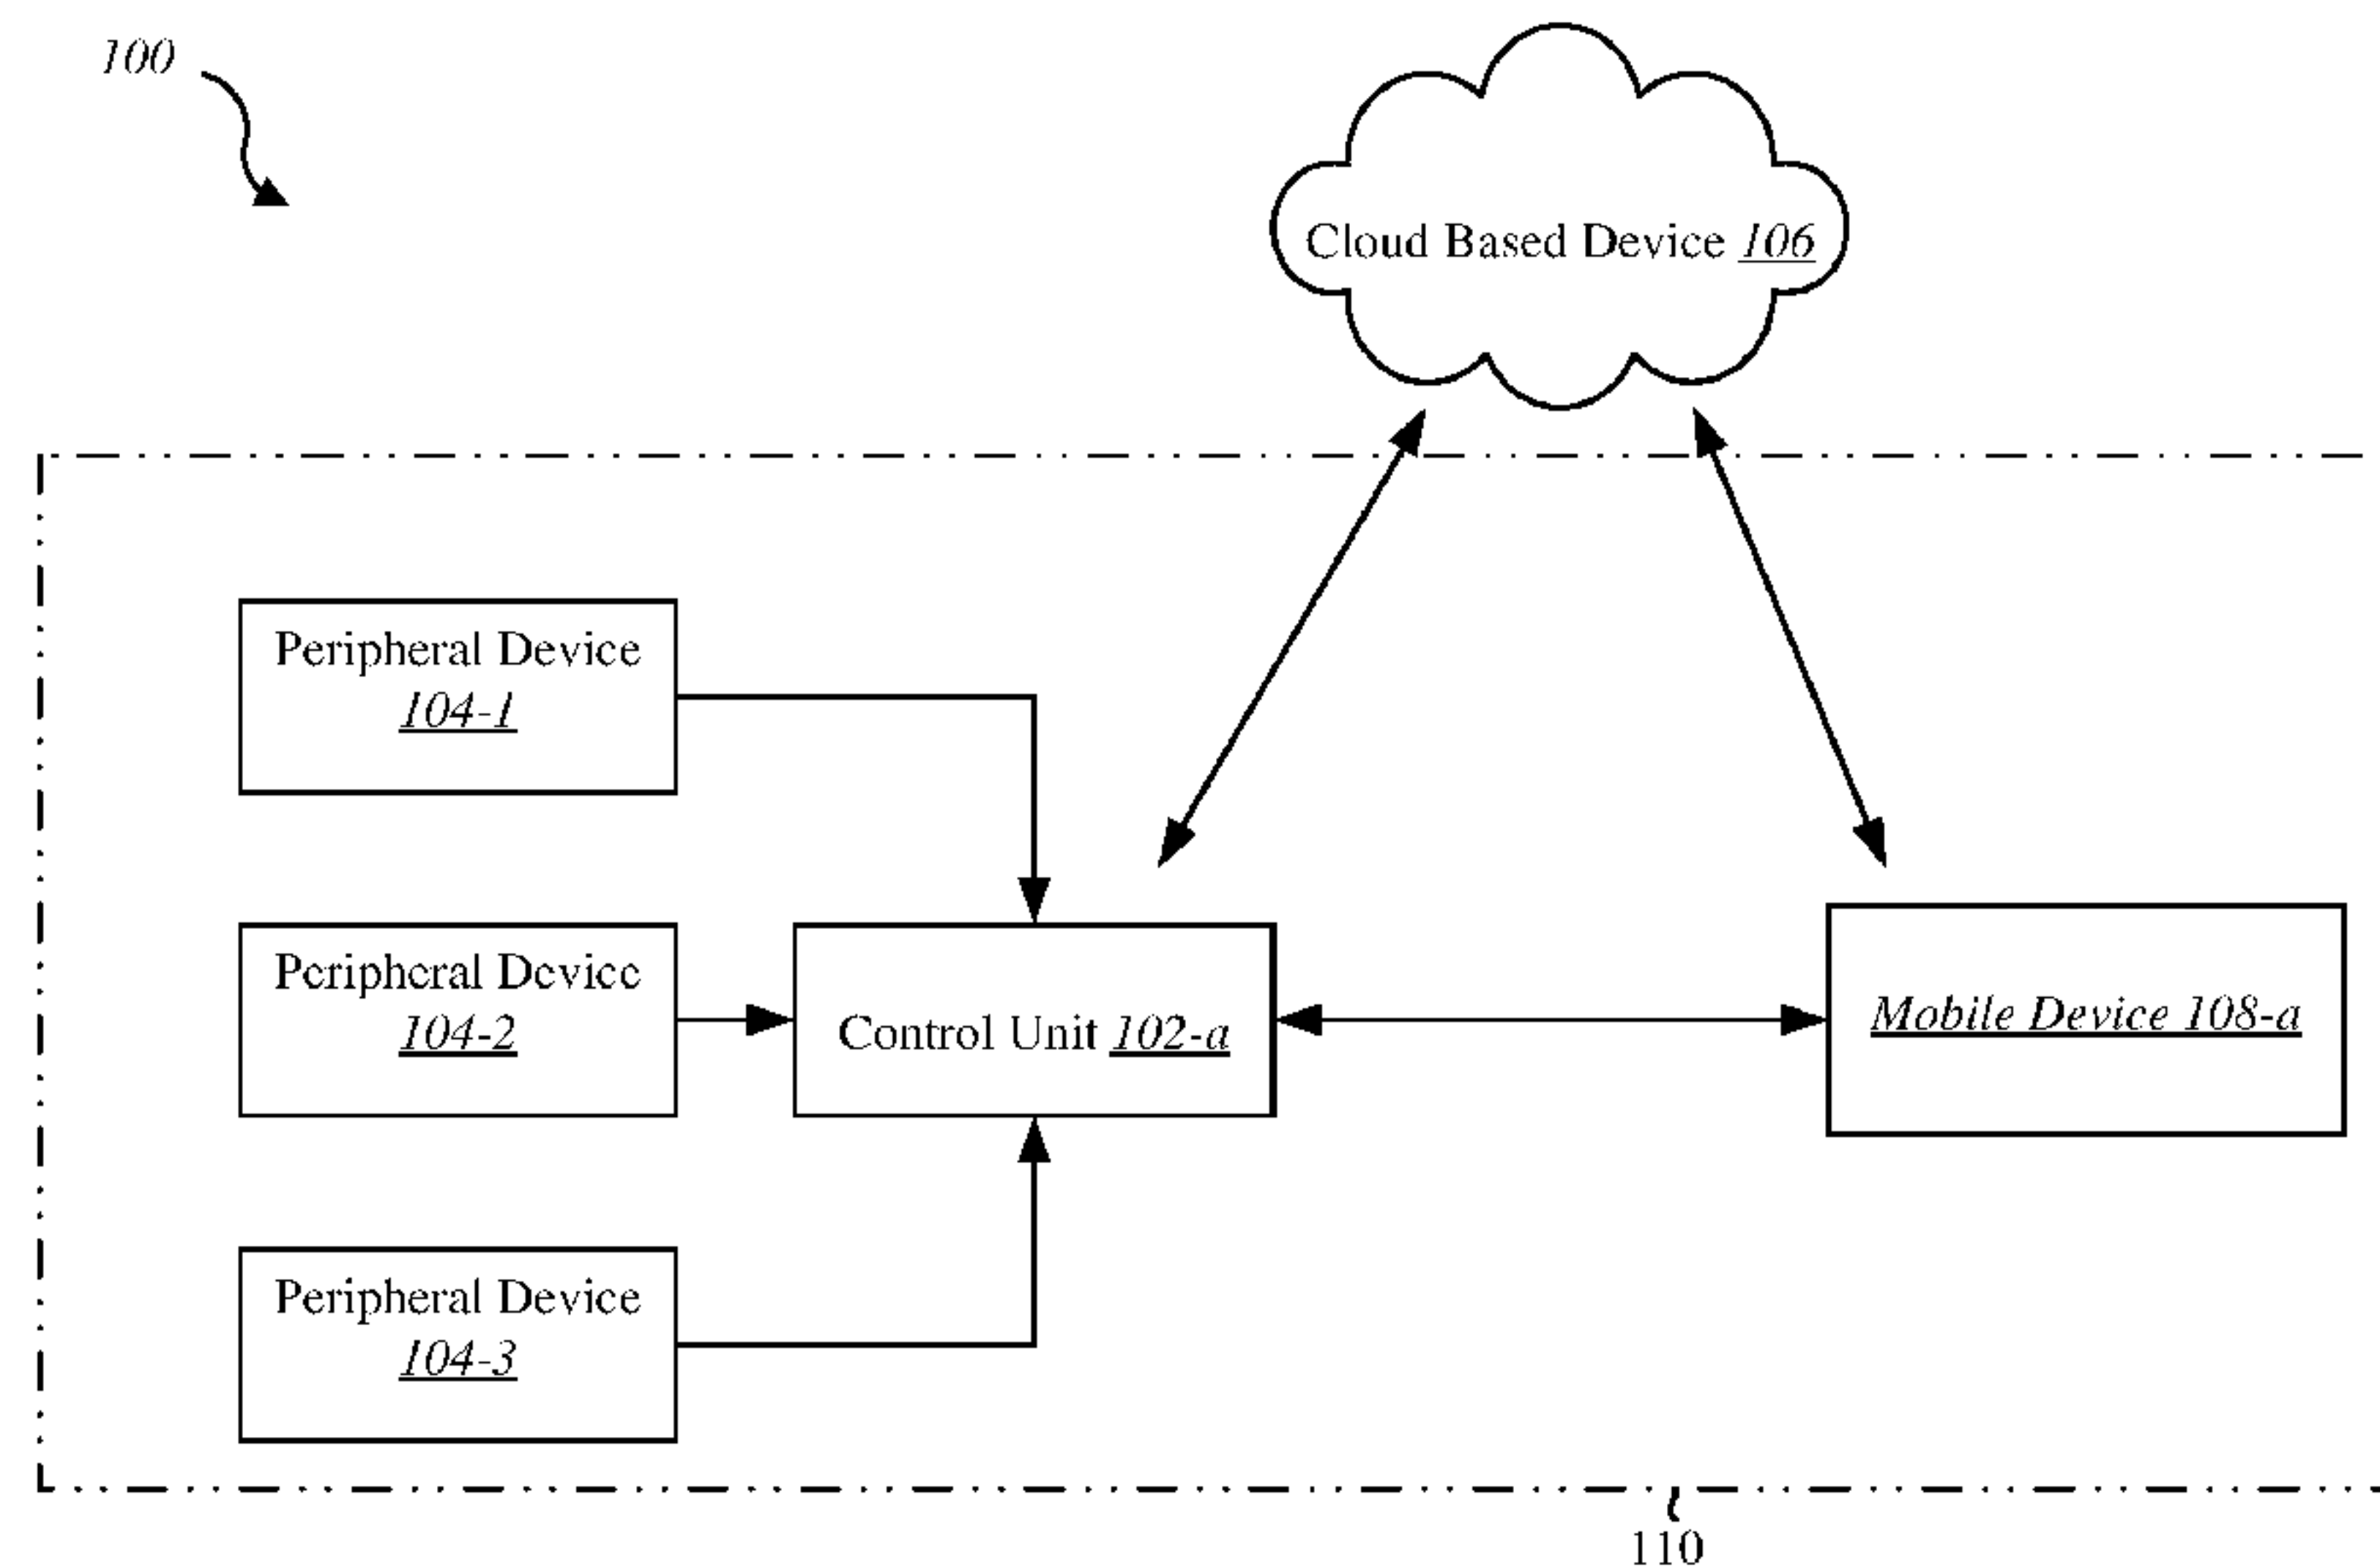 100
Cloud Based Device 106
Peripheral Device
104-1
Peripheral Device
104-2
Control Unit 102-a
Mobile Device 108-a
Peripheral Device
104-3
110